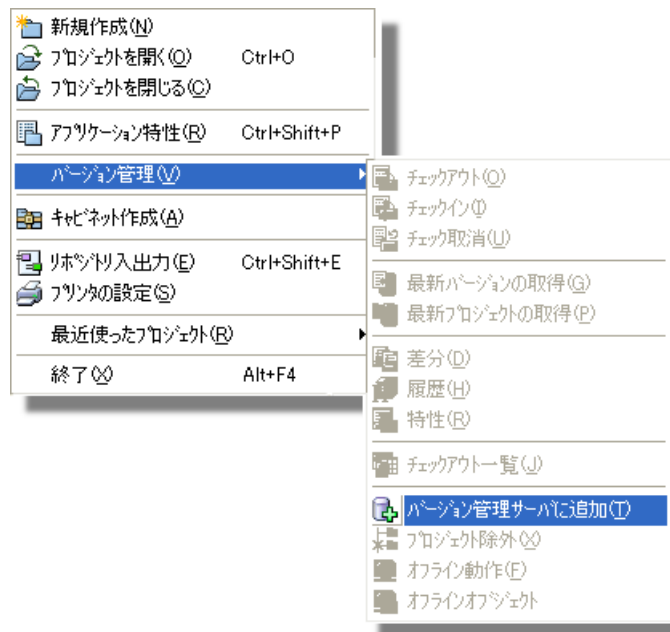 新規作成(N)
ﾌﾟﾛｼﾞｪｸﾄを開く(O) Ctrl+O
ﾌﾟﾛｼﾞｪｸﾄを閉じる(C)
ｱﾌﾟﾘｹｰｼｮﾝ特性(R) Ctrl+Shift+P
ﾊﾞｰｼﾞｮﾝ管理(V)
ｷｬﾋﾞﾈｯﾄ作成(A)
ﾘﾎﾟｼﾞﾄﾘ入出力(E) Ctrl+Shift+E
ﾌﾟﾘﾝﾀの設定(S)
最近使ったﾌﾟﾛｼﾞｪｸﾄ(R)
終了(X) Alt+F4
ﾁｪｯｸｱｳﾄ(O)
ﾁｪｯｸｲﾝ(I)
ﾁｪｯｸ取消(U)
最新ﾊﾞｰｼﾞｮﾝの取得(G)
最新ﾌﾟﾛｼﾞｪｸﾄの取得(P)
差分(D)
履歴(H)
特性(R)
ﾁｪｯｸｱｳﾄ一覧(J)
ﾊﾞｰｼﾞｮﾝ管理ｻｰﾊﾞに追加(T)
ﾌﾟﾛｼﾞｪｸﾄ除外(X)
ｵﾌﾗｲﾝ動作(F)
ｵﾌﾗｲﾝｵﾌﾞｼﾞｪｸﾄ